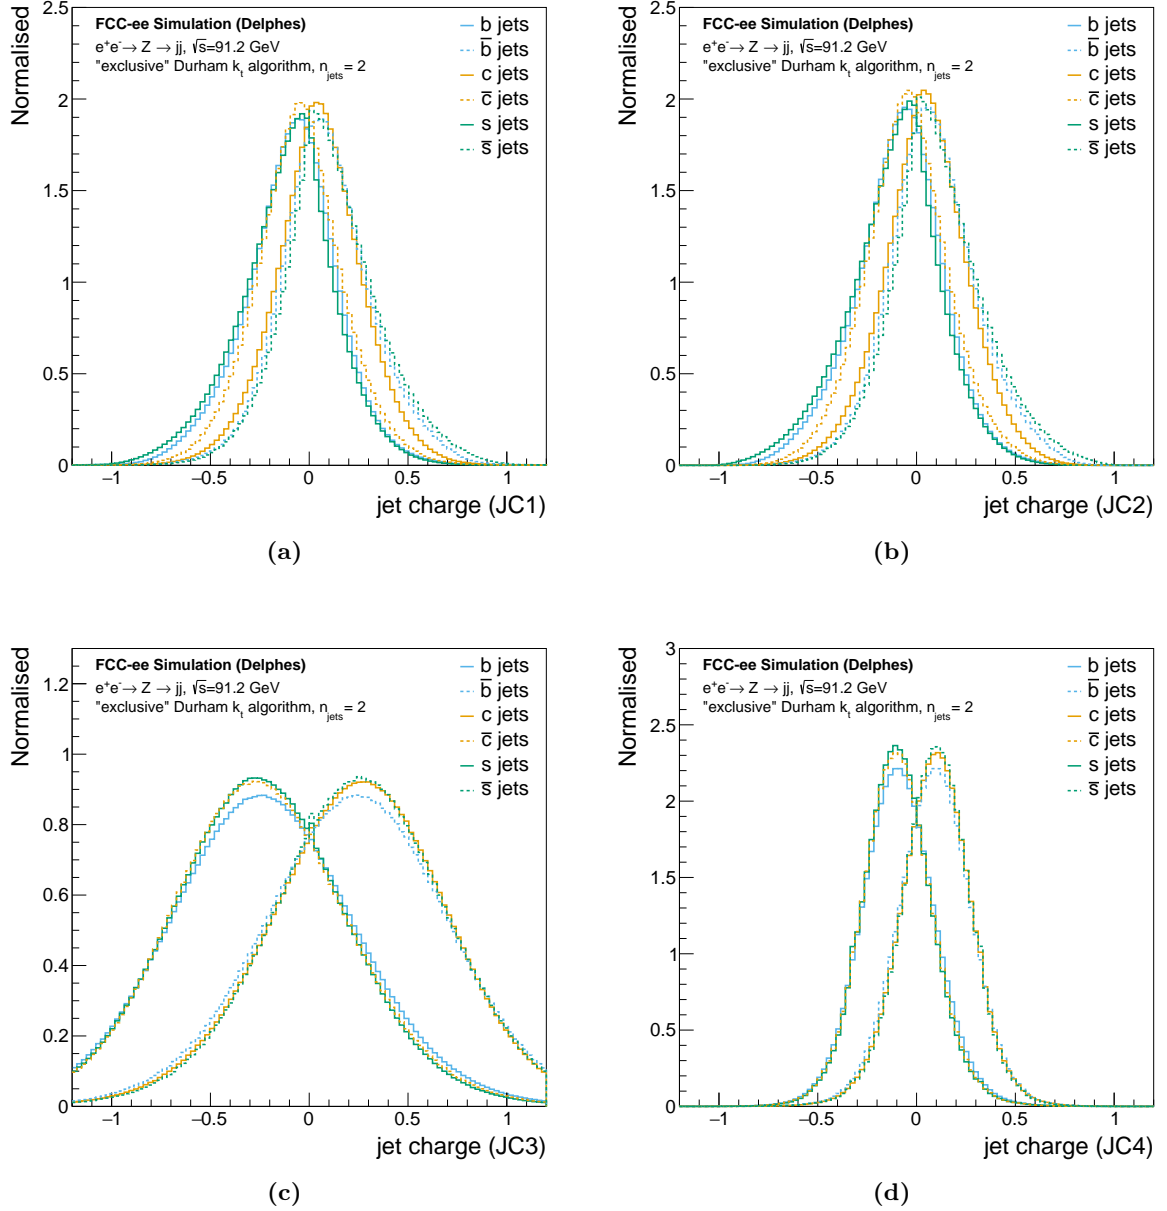 Normalised
2.5
2
1.5
1
0.5
0
FCC-ee Simulation (Delphes)
e⁺e⁻→ Z → jj, √s=91.2 GeV
"exclusive" Durham kₜ algorithm, n_jets = 2
b jets
b̅ jets
c jets
c̅ jets
s jets
s̅ jets
−1 −0.5 0 0.5 1
jet charge (JC1)
(a)
Normalised
2.5
2
1.5
1
0.5
0
FCC-ee Simulation (Delphes)
e⁺e⁻→ Z → jj, √s=91.2 GeV
"exclusive" Durham kₜ algorithm, n_jets = 2
b jets
b̅ jets
c jets
c̅ jets
s jets
s̅ jets
−1 −0.5 0 0.5 1
jet charge (JC2)
(b)
Normalised
1.2
1
0.8
0.6
0.4
0.2
0
FCC-ee Simulation (Delphes)
e⁺e⁻→ Z → jj, √s=91.2 GeV
"exclusive" Durham kₜ algorithm, n_jets = 2
b jets
b̅ jets
c jets
c̅ jets
s jets
s̅ jets
−1 −0.5 0 0.5 1
jet charge (JC3)
(c)
Normalised
3
2.5
2
1.5
1
0.5
0
FCC-ee Simulation (Delphes)
e⁺e⁻→ Z → jj, √s=91.2 GeV
"exclusive" Durham kₜ algorithm, n_jets = 2
b jets
b̅ jets
c jets
c̅ jets
s jets
s̅ jets
−1 −0.5 0 0.5 1
jet charge (JC4)
(d)